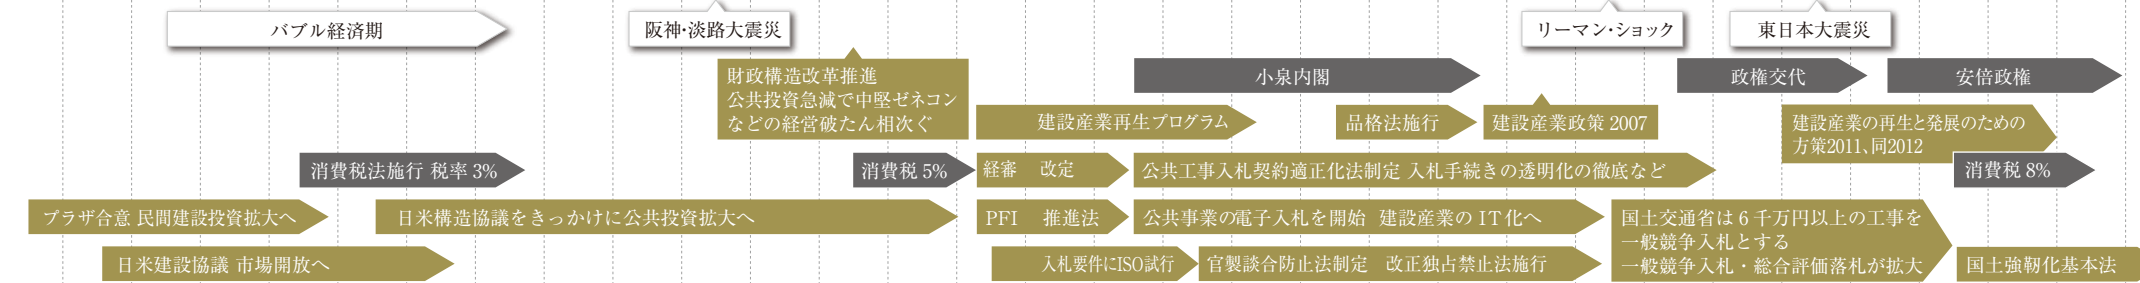 バブル経済期
阪神・淡路大震災
リーマン・ショック
東日本大震災
財政構造改革推進
公共投資急減で中堅ゼネコン
などの経営破たん相次ぐ
小泉内閣
政権交代
安倍政権
建設産業再生プログラム
品格法施行
建設産業政策 2007
建設産業の再生と発展のための
方策2011、同2012
消費税法施行 税率 3%
消費税 5%
経審 改定
公共工事入札契約適正化法制定 入札手続きの透明化の徹底など
消費税 8%
プラザ合意 民間建設投資拡大へ
日米構造協議をきっかけに公共投資拡大へ
PFI 推進法
公共事業の電子入札を開始 建設産業の IT化へ
国土交通省は6千万円以上の工事を
一般競争入札とする
一般競争入札・総合評価落札が拡大
日米建設協議 市場開放へ
入札要件にISO試行
官製談合防止法制定 改正独占禁止法施行
国土強靭化基本法